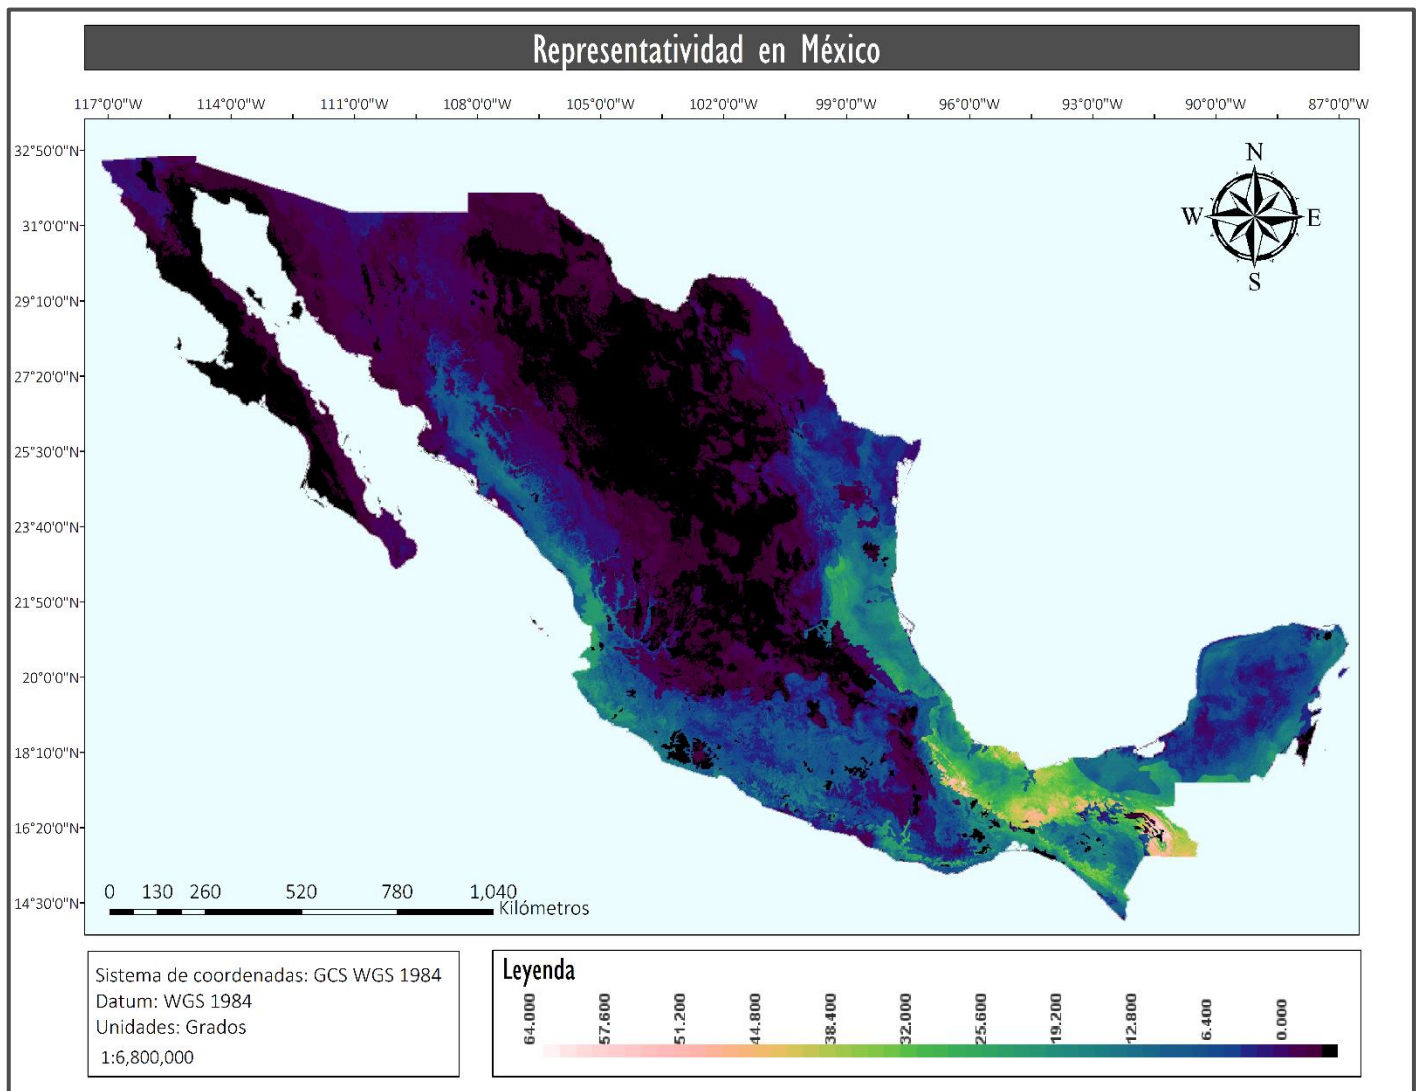 Representatividad en México
117°0'0"W 114°0'0"W 111°0'0"W 108°0'0"W 105°0'0"W 102°0'0"W 99°0'0"W 96°0'0"W 93°0'0"W 90°0'0"W 87°0'0"W
32°50'0"N
31°0'0"N
29°10'0"N
27°20'0"N
25°30'0"N
23°40'0"N
21°50'0"N
20°0'0"N
18°10'0"N
16°20'0"N
14°30'0"N
N
W E
S
0 130 260 520 780 1,040
Kilómetros
Sistema de coordenadas: GCS WGS 1984
Datum: WGS 1984
Unidades: Grados
1:6,800,000
Leyenda
64.000 57.600 51.200 44.800 38.400 32.000 25.600 19.200 12.800 6.400 0.000